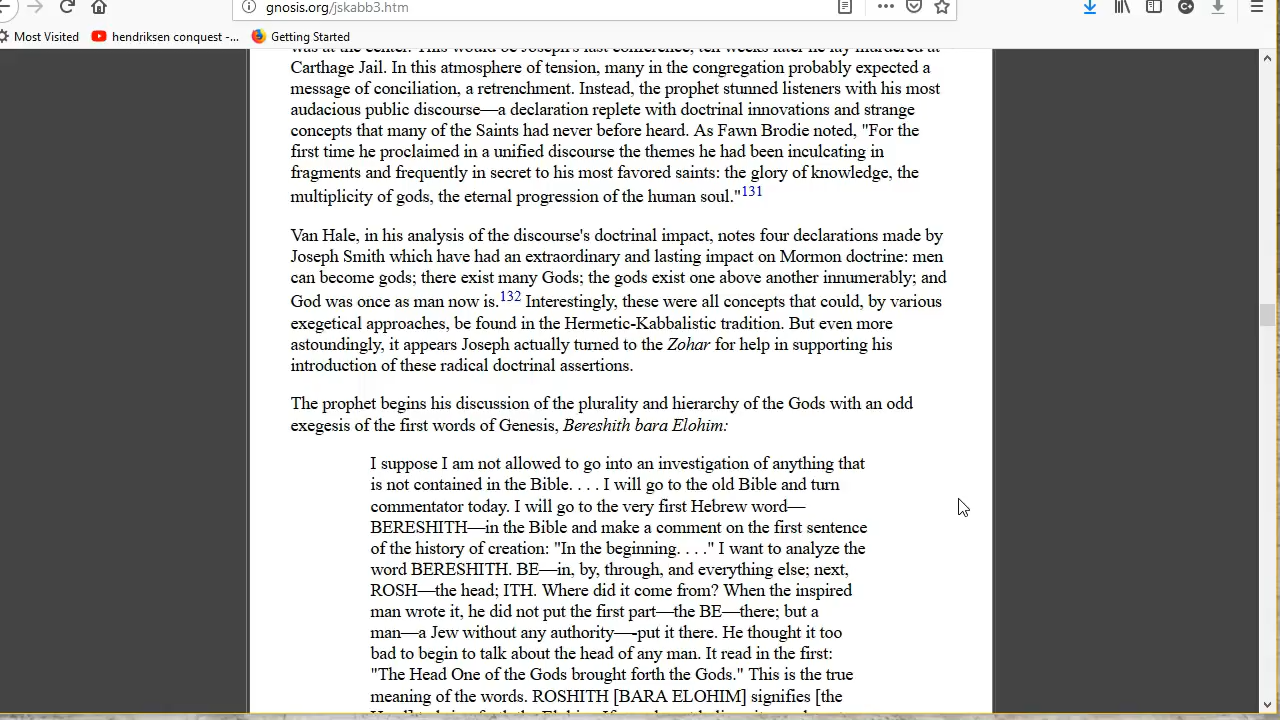 gnosis.org/jskabb3.htm
Most Visited
hendriksen conquest -...
Getting Started
was at the center. This would be Joseph's last conference; ten weeks later he lay murdered at
Carthage Jail. In this atmosphere of tension, many in the congregation probably expected a
message of conciliation, a retrenchment. Instead, the prophet stunned listeners with his most
audacious public discourse—a declaration replete with doctrinal innovations and strange
concepts that many of the Saints had never before heard. As Fawn Brodie noted, "For the
first time he proclaimed in a unified discourse the themes he had been inculcating in
fragments and frequently in secret to his most favored saints: the glory of knowledge, the
multiplicity of gods, the eternal progression of the human soul."131
Van Hale, in his analysis of the discourse's doctrinal impact, notes four declarations made by
Joseph Smith which have had an extraordinary and lasting impact on Mormon doctrine: men
can become gods; there exist many Gods; the gods exist one above another innumerably; and
God was once as man now is.132 Interestingly, these were all concepts that could, by various
exegetical approaches, be found in the Hermetic-Kabbalistic tradition. But even more
astoundingly, it appears Joseph actually turned to the Zohar for help in supporting his
introduction of these radical doctrinal assertions.
The prophet begins his discussion of the plurality and hierarchy of the Gods with an odd
exegesis of the first words of Genesis, Bereshith bara Elohim:
I suppose I am not allowed to go into an investigation of anything that
is not contained in the Bible. . . . I will go to the old Bible and turn
commentator today. I will go to the very first Hebrew word—
BERESHITH—in the Bible and make a comment on the first sentence
of the history of creation: "In the beginning. . . ." I want to analyze the
word BERESHITH. BE—in, by, through, and everything else; next,
ROSH—the head; ITH. Where did it come from? When the inspired
man wrote it, he did not put the first part—the BE—there; but a
man—a Jew without any authority—-put it there. He thought it too
bad to begin to talk about the head of any man. It read in the first:
"The Head One of the Gods brought forth the Gods." This is the true
meaning of the words. ROSHITH [BARA ELOHIM] signifies [the